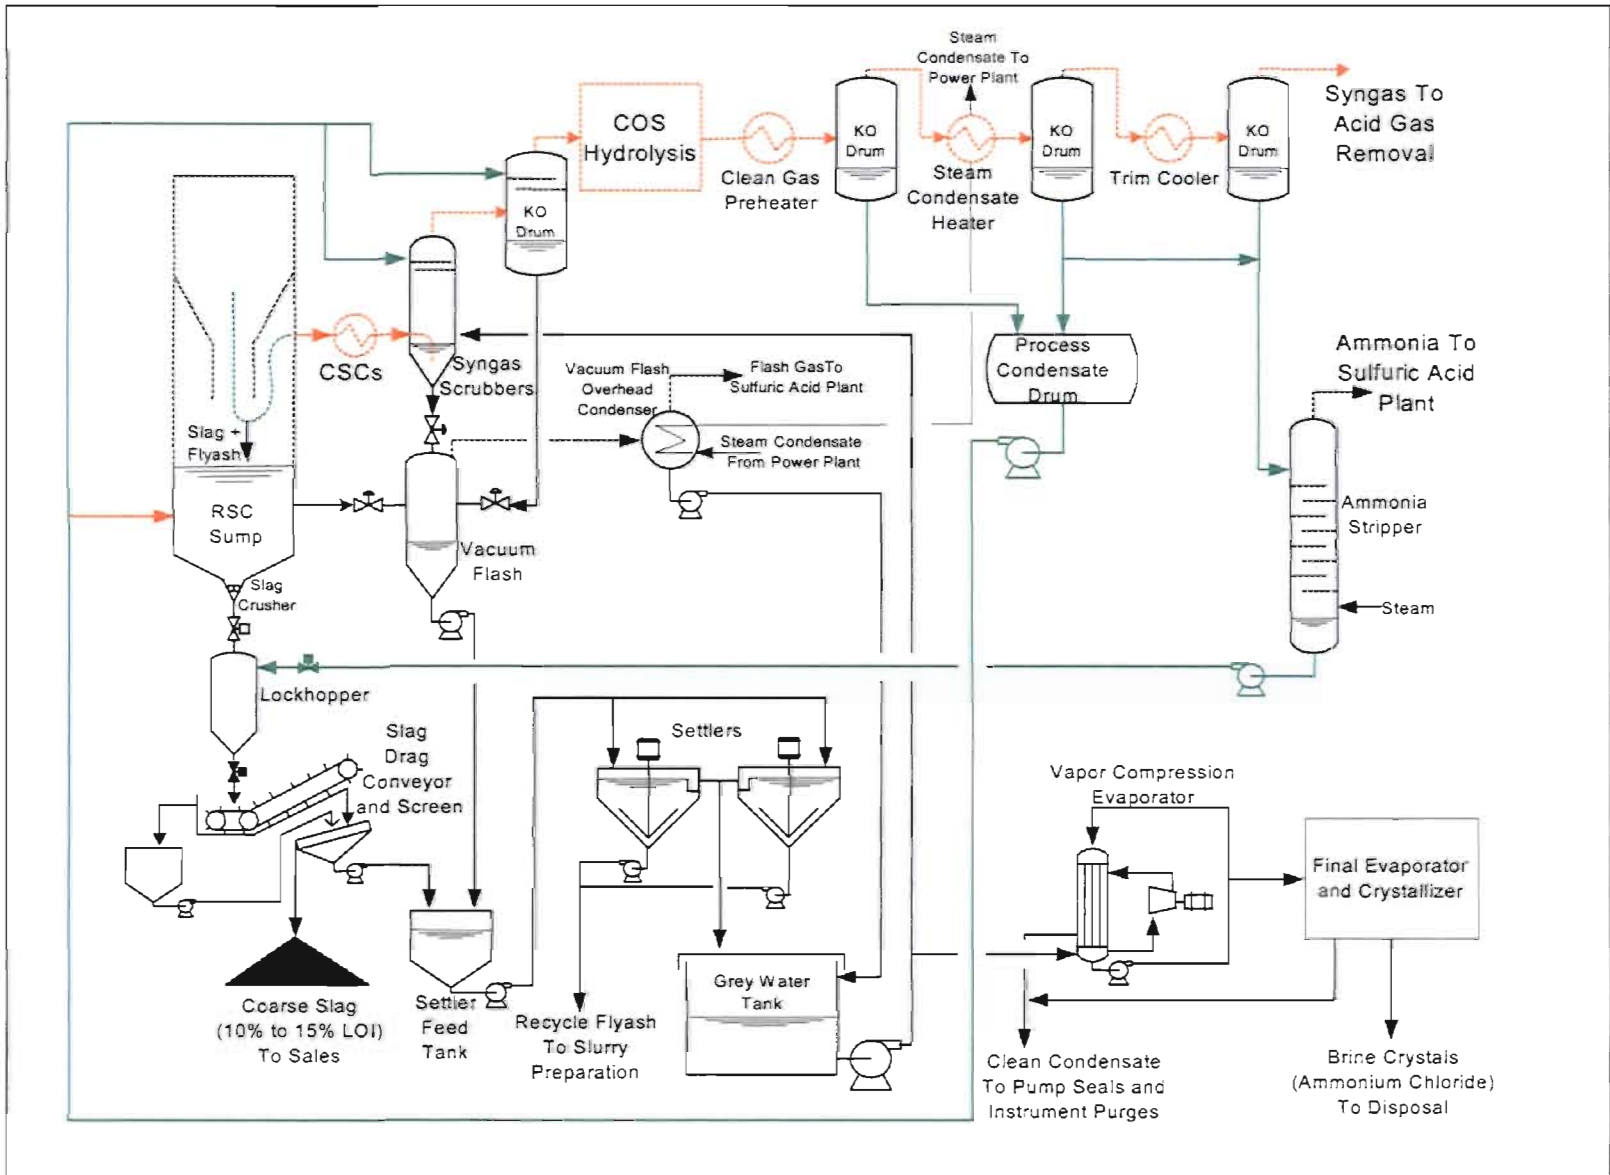 Steam
Condensate To
Power Plant
COS
Hydrolysis
KO
Drum
KO
Drum
KO
Drum
Syngas To
Acid Gas
Removal
Clean Gas
Preheater
Steam
Condensate
Heater
Trim Cooler
KO
Drum
CSCs
Syngas
Scrubbers
Slag +
Flyash
RSC
Sump
Vacuum Flash
Overhead
Condenser
Flash GasTo
Sulfuric Acid Plant
Steam Condensate
From Power Plant
Process
Condensate
Drum
Ammonia To
Sulfuric Acid
Plant
Ammonia
Stripper
Steam
Vacuum
Flash
Slag
Crusher
Lockhopper
Slag
Drag
Conveyor
and Screen
Settlers
Vapor Compression
Evaporator
Final Evaporator
and Crystallizer
Grey Water
Tank
Coarse Slag
(10% to 15% LOI)
To Sales
Settler
Feed
Tank
Recycle Flyash
To Slurry
Preparation
Clean Condensate
To Pump Seals and
Instrument Purges
Brine Crystals
(Ammonium Chloride)
To Disposal